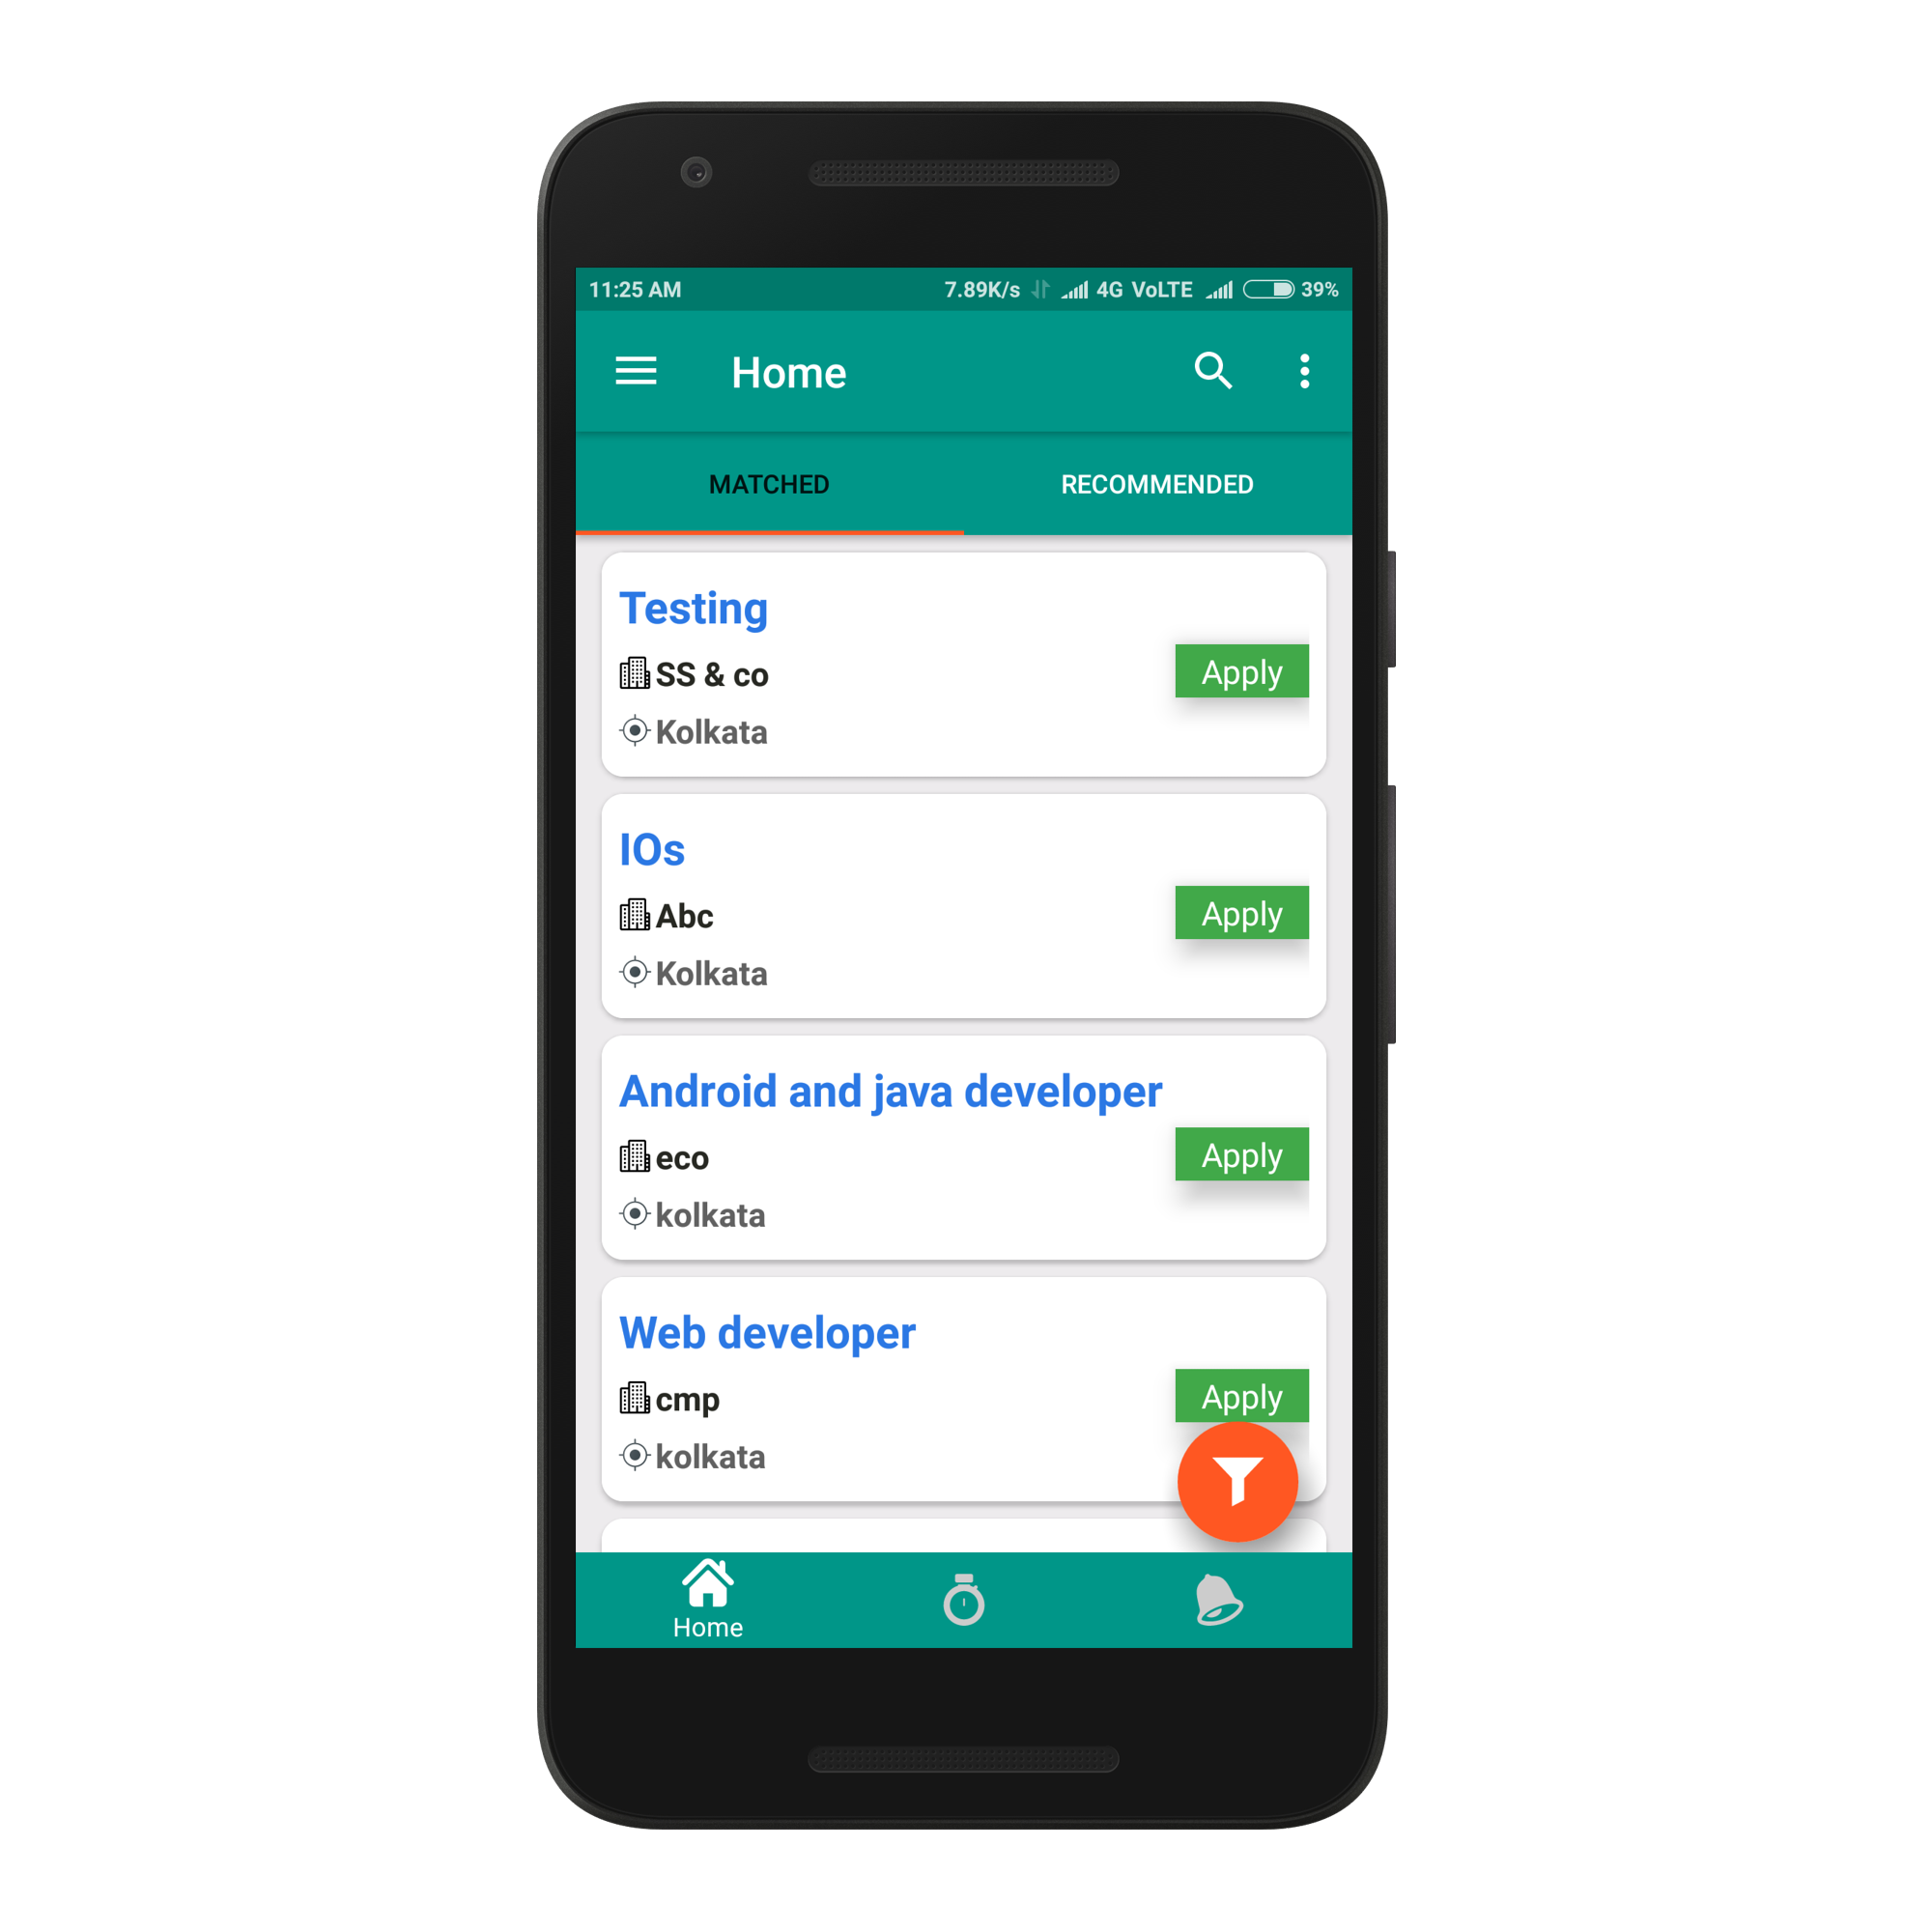 11:25 AM 7.89K/s 4G VoLTE 39%
Home
MATCHED RECOMMENDED
Testing
SS & co
Apply
Kolkata
IOs
Abc
Apply
Kolkata
Android and java developer
eco
Apply
kolkata
Web developer
cmp
Apply
kolkata
Home